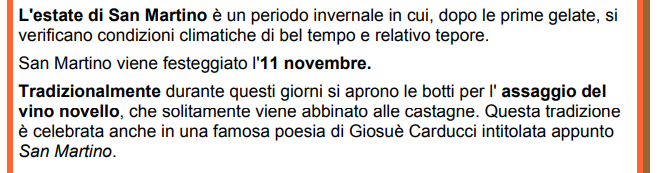 L'estate di San Martino è un periodo invernale in cui, dopo le prime gelate, si
verificano condizioni climatiche di bel tempo e relativo tepore.
San Martino viene festeggiato l'11 novembre.
Tradizionalmente durante questi giorni si aprono le botti per l' assaggio del
vino novello, che solitamente viene abbinato alle castagne. Questa tradizione
è celebrata anche in una famosa poesia di Giosuè Carducci intitolata appunto
San Martino.